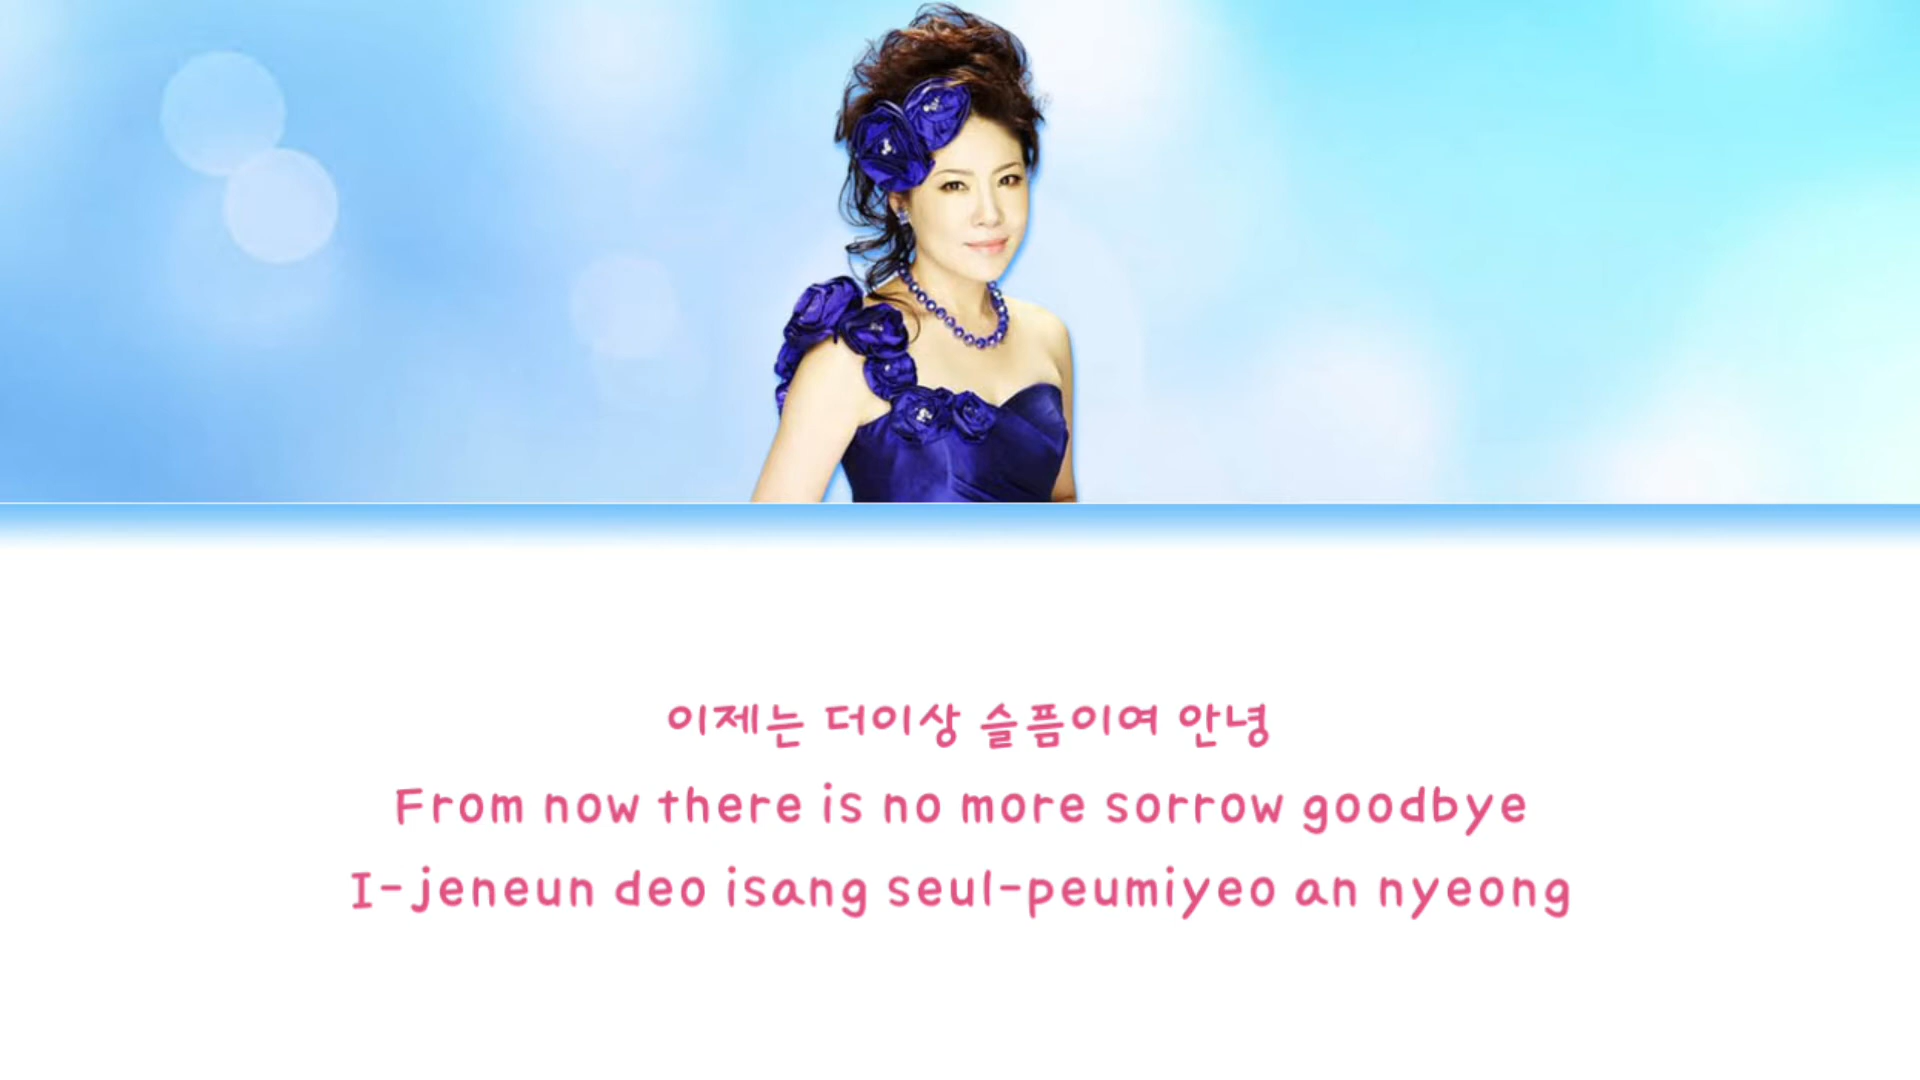 이제는 더이상 슬픔이여 안녕
From now there is no more sorrow goodbye
I-jeneun deo isang seul-peumiyeo an nyeong